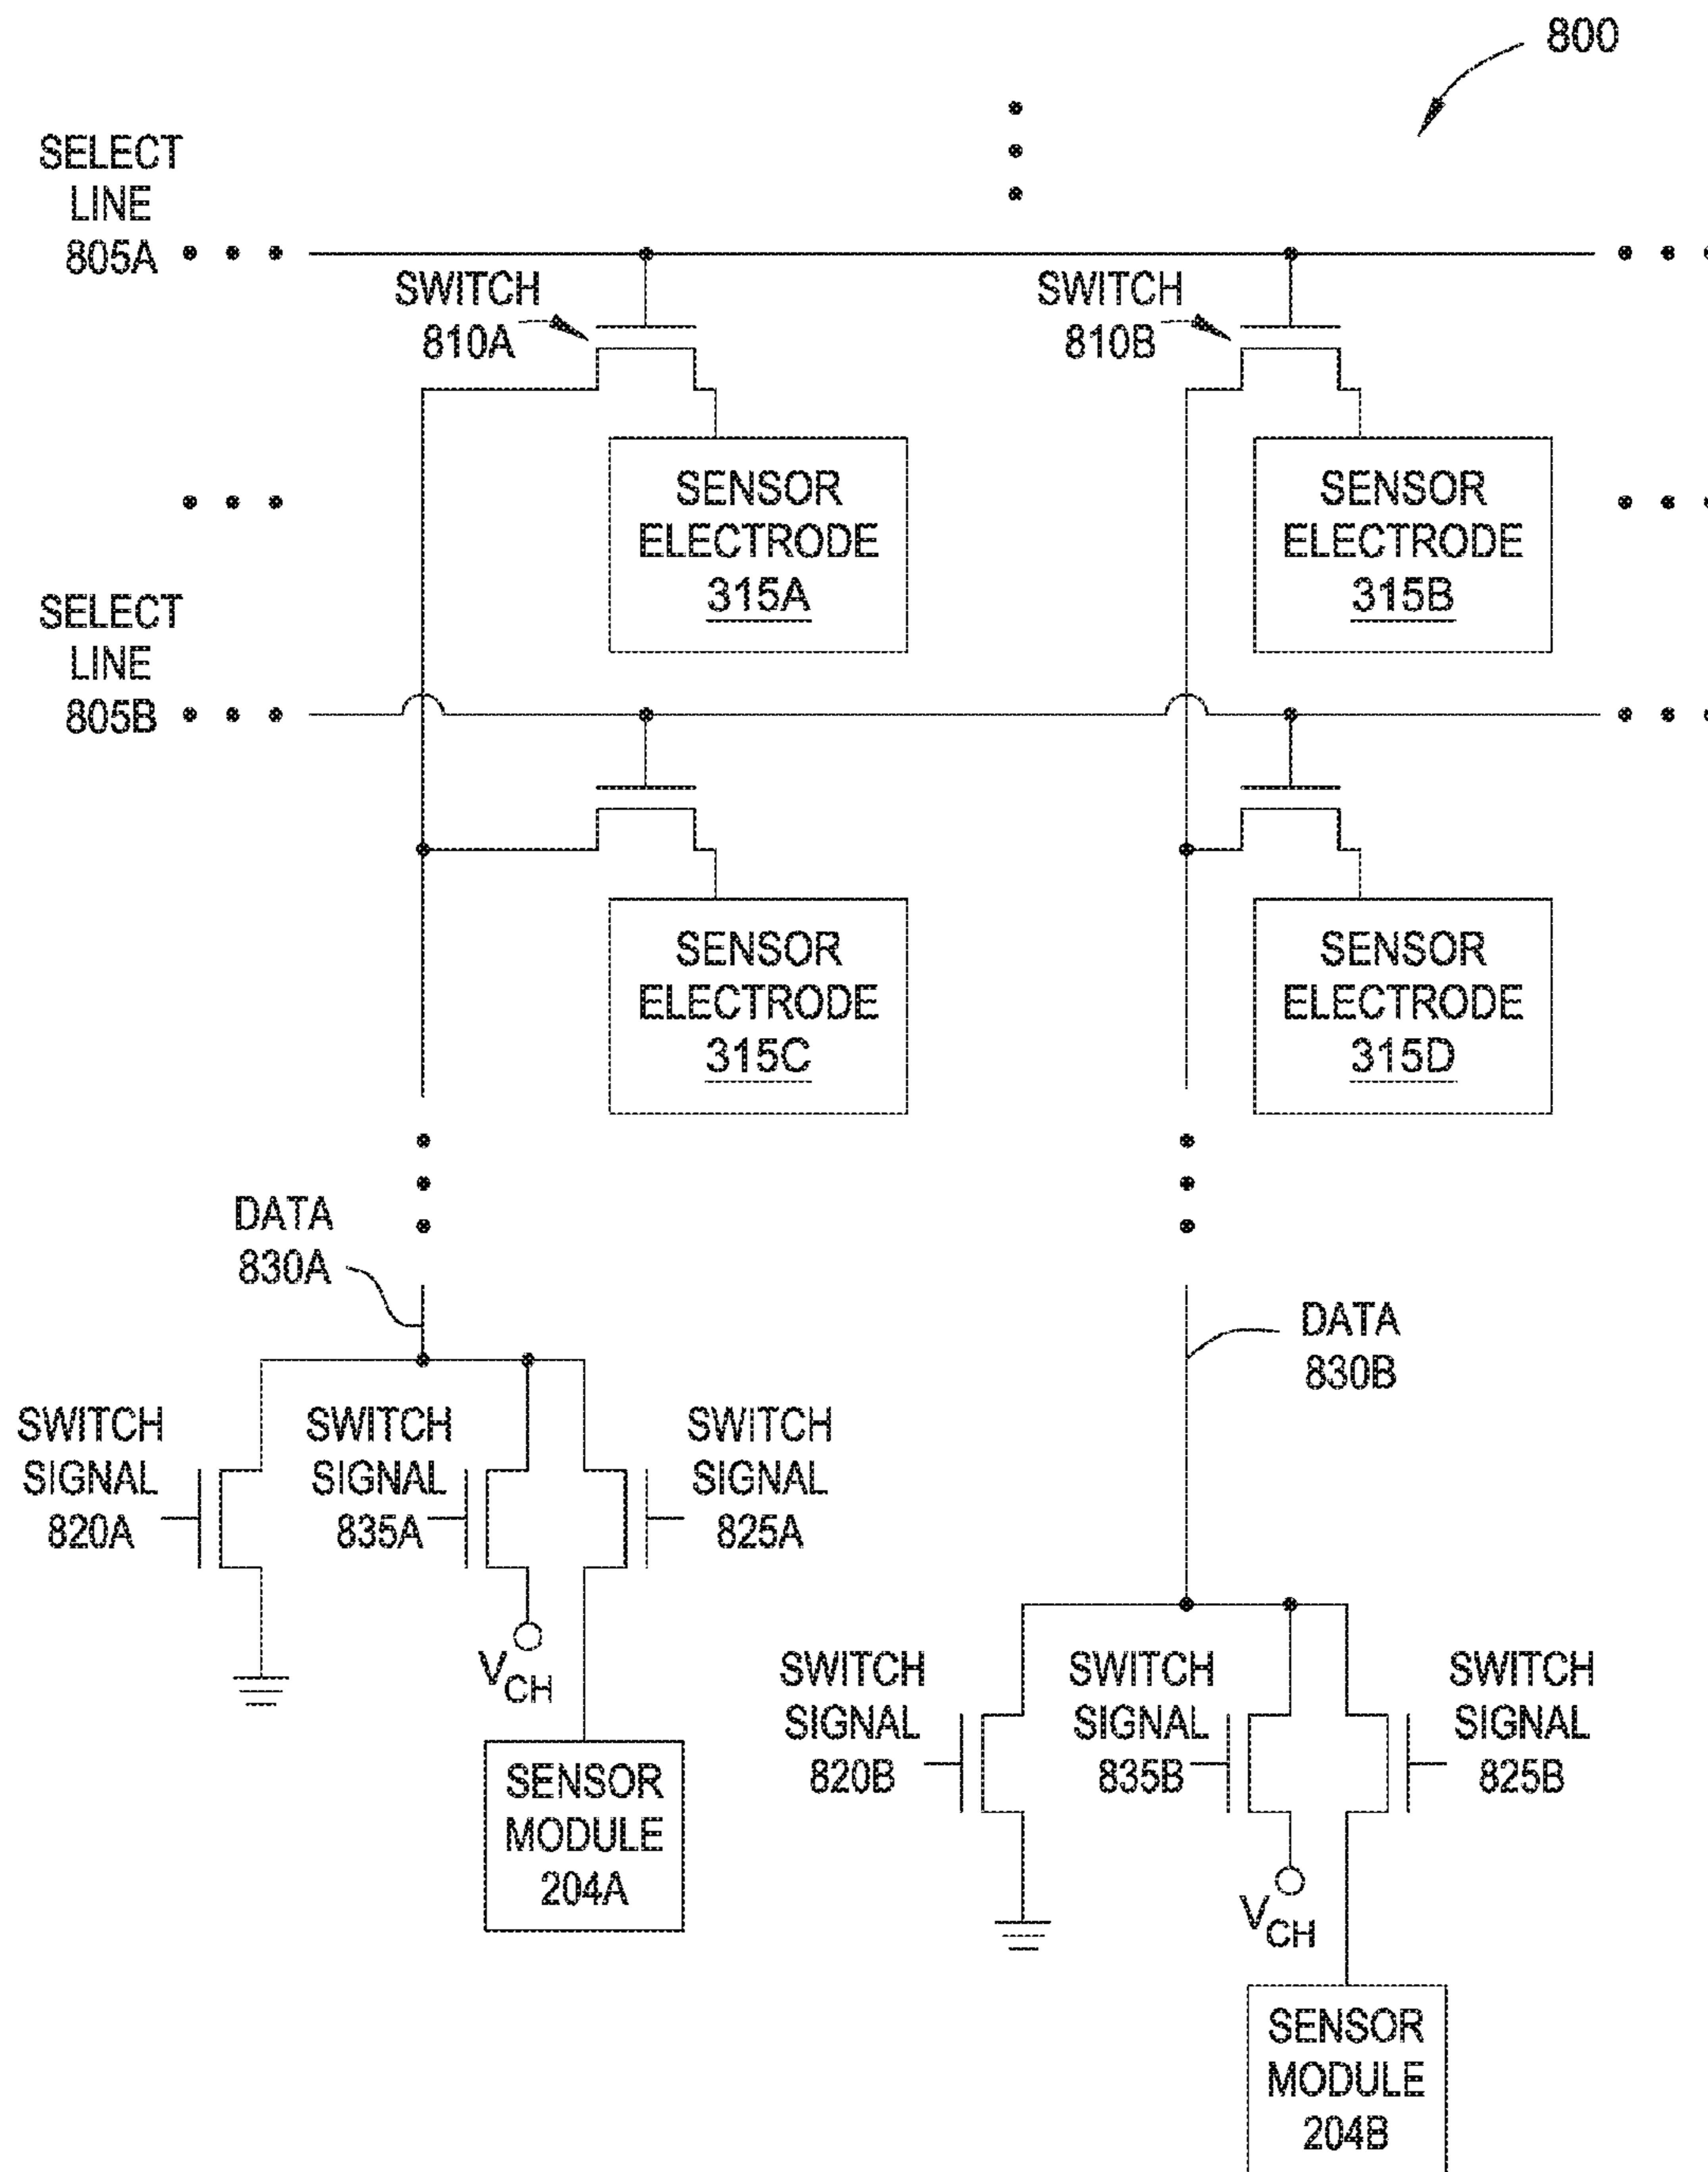 800
SELECT
LINE
805A
SWITCH
810A
SWITCH
810B
SENSOR
ELECTRODE
315A
SENSOR
ELECTRODE
315B
SELECT
LINE
805B
SENSOR
ELECTRODE
315C
SENSOR
ELECTRODE
315D
DATA
830A
DATA
830B
SWITCH
SIGNAL
820A
SWITCH
SIGNAL
835A
SWITCH
SIGNAL
825A
VCH
SENSOR
MODULE
204A
SWITCH
SIGNAL
820B
SWITCH
SIGNAL
835B
SWITCH
SIGNAL
825B
VCH
SENSOR
MODULE
204B